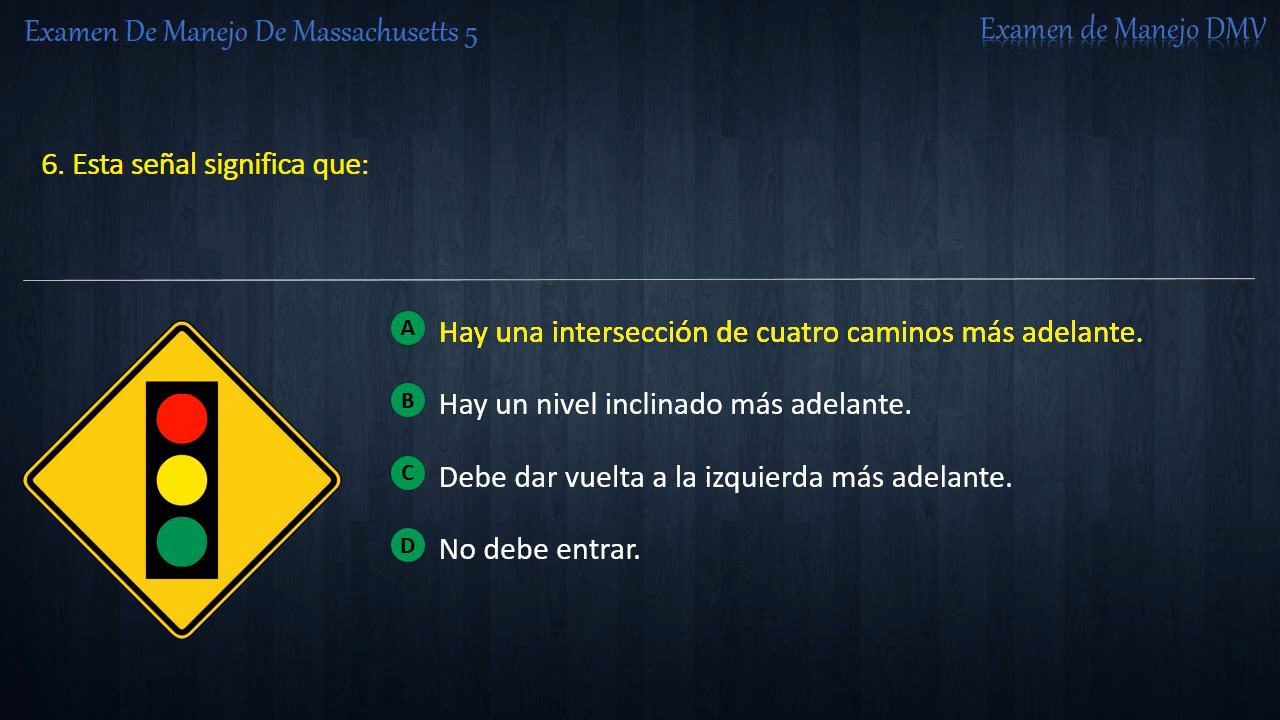 Examen De Manejo De Massachusetts 5
Examen de Manejo DMV
6. Esta señal significa que:
A Hay una intersección de cuatro caminos más adelante.
B Hay un nivel inclinado más adelante.
C Debe dar vuelta a la izquierda más adelante.
D No debe entrar.